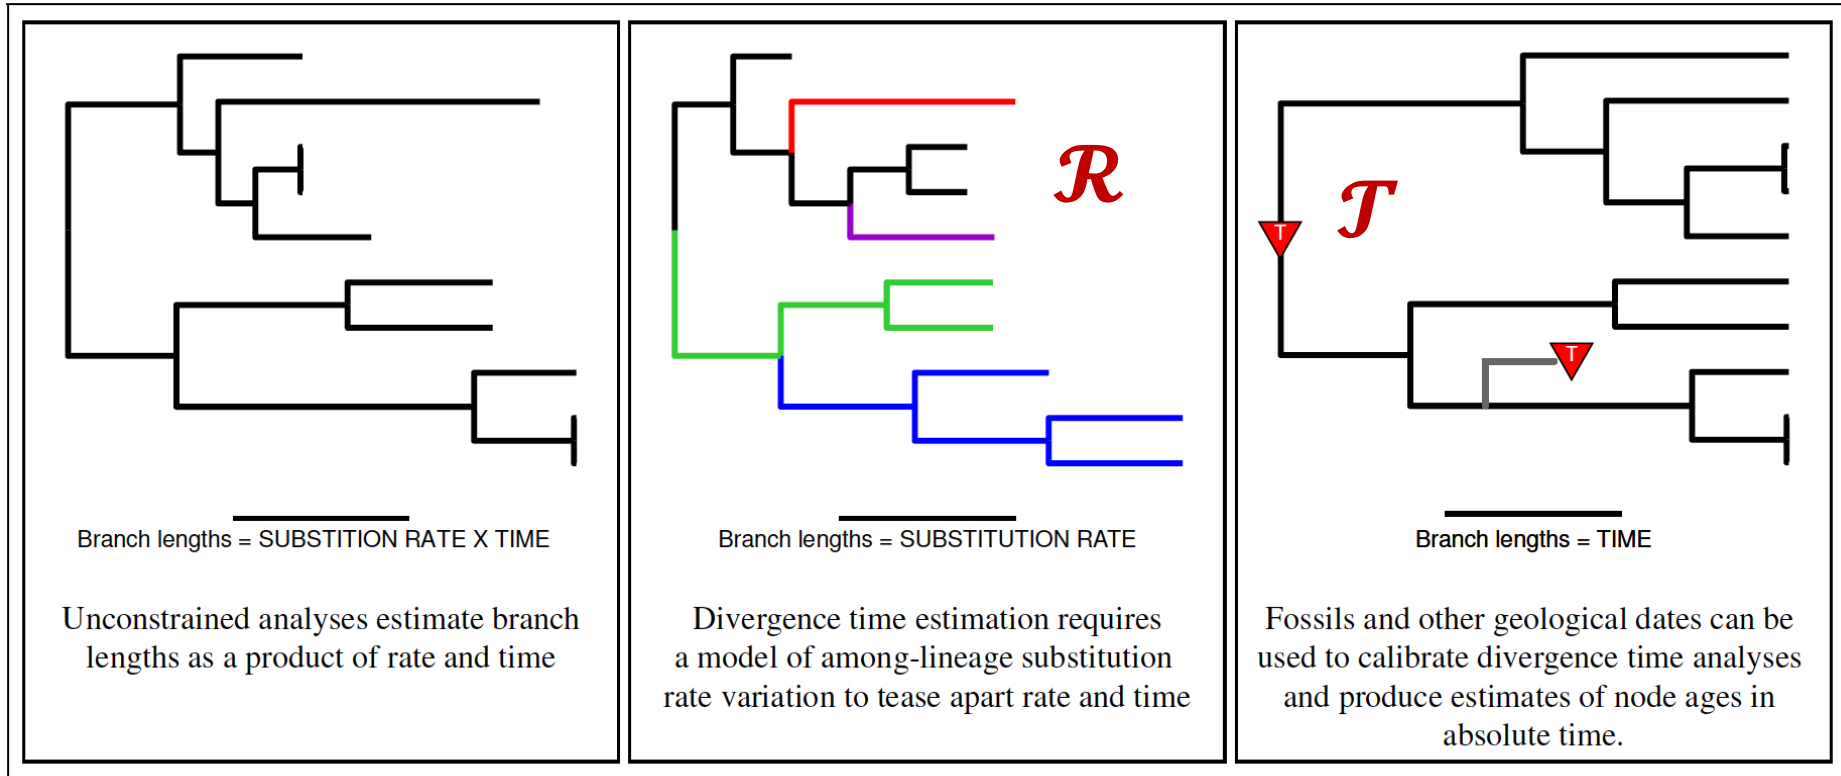 Branch lengths = SUBSTITION RATE X TIME
Unconstrained analyses estimate branch
lengths as a product of rate and time
R
Branch lengths = SUBSTITUTION RATE
Divergence time estimation requires
a model of among-lineage substitution
rate variation to tease apart rate and time
T
T
T
Branch lengths = TIME
Fossils and other geological dates can be
used to calibrate divergence time analyses
and produce estimates of node ages in
absolute time.